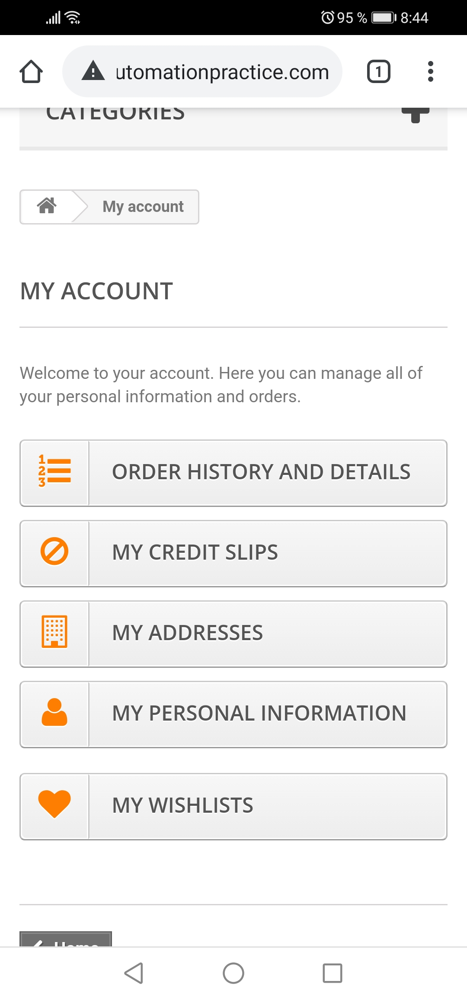 95 % 8:44
utomationpractice.com
1
CATEGORIES
My account
MY ACCOUNT
Welcome to your account. Here you can manage all of
your personal information and orders.
1
2
3
ORDER HISTORY AND DETAILS
MY CREDIT SLIPS
MY ADDRESSES
MY PERSONAL INFORMATION
MY WISHLISTS
Home